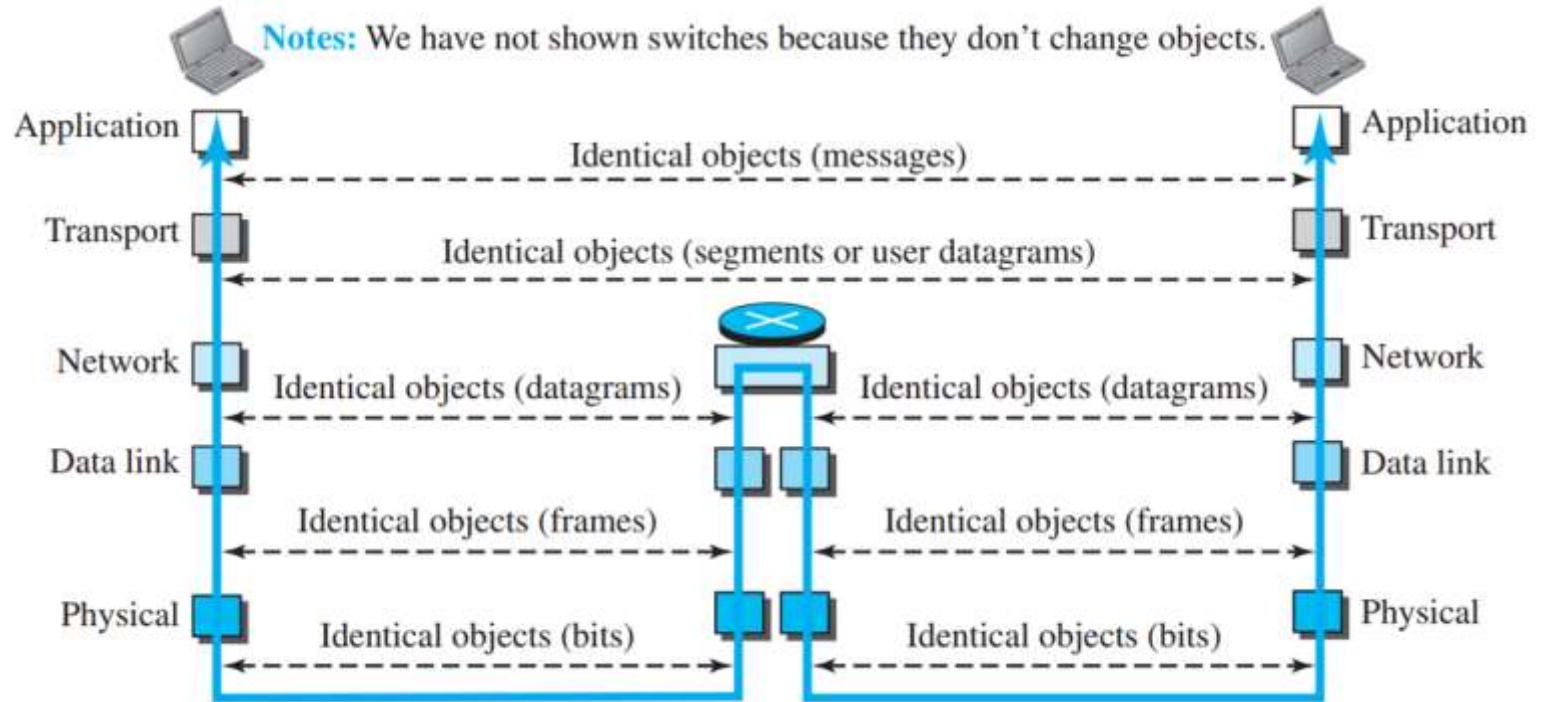 Notes: We have not shown switches because they don't change objects.
Application
Application
Identical objects (messages)
Transport
Transport
Identical objects (segments or user datagrams)
Network
Network
Identical objects (datagrams)
Identical objects (datagrams)
Data link
Data link
Identical objects (frames)
Identical objects (frames)
Physical
Physical
Identical objects (bits)
Identical objects (bits)